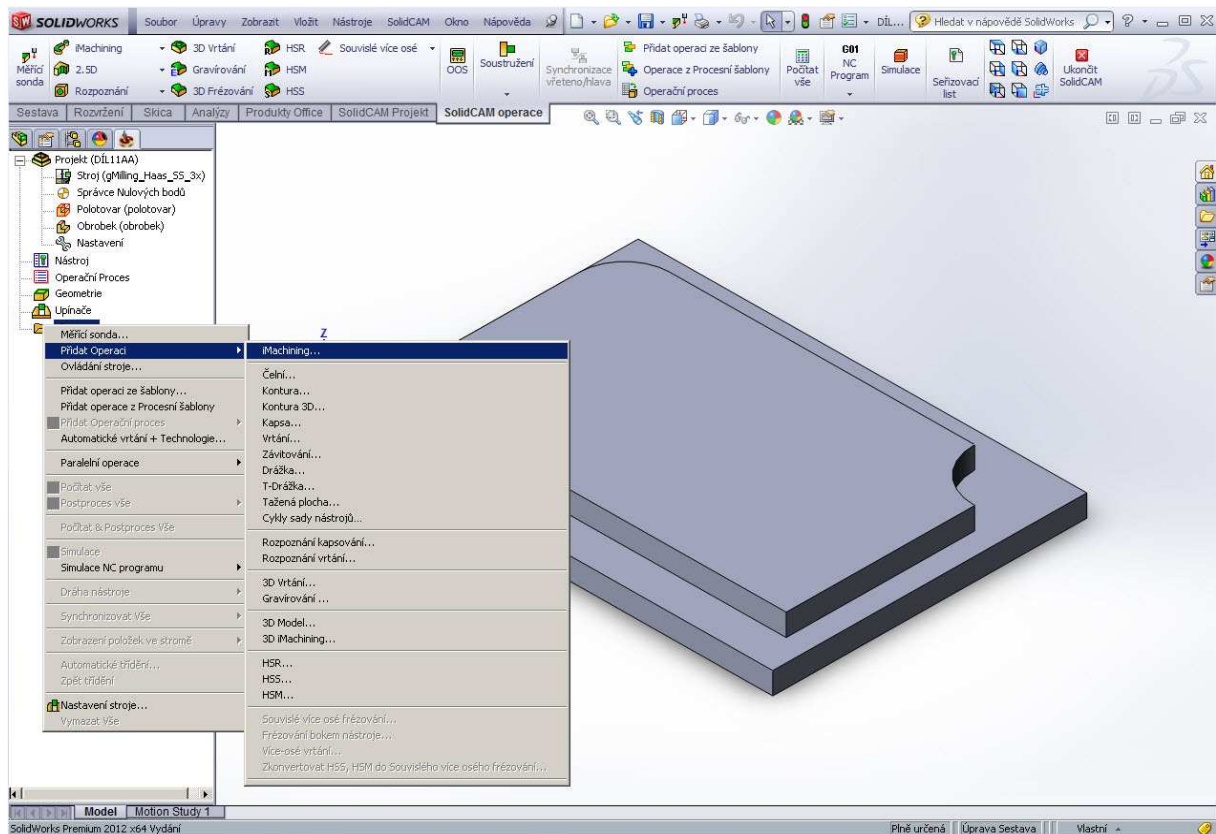 SOLIDWORKS Soubor Úpravy Zobrazit Vložit Nástroje SolidCAM Okno Nápověda DÍL... Hledat v nápovědě SolidWorks
Měřící sonda
iMachining
2.5D
Rozpoznání
3D Vrtání
Gravírování
3D Frézování
HSR
HSM
HSS
Souvislé více osé
OOS
Soustružení
Synchronizace vřeteno/hlava
Přidat operaci ze šablony
Operace z Procesní šablony
Operační proces
Počítat vše
G01
NC Program
Simulace
Seřizovací list
Ukončit SolidCAM
Sestava Rozvržení Skica Analýzy Produkty Office SolidCAM Projekt SolidCAM operace
Projekt (DÍL11AA)
Stroj (gMilling_Haas_SS_3x)
Správce Nulových bodů
Polotovar (polotovar)
Obrobek (obrobek)
Nastavení
Nástroj
Operační Proces
Geometrie
Upínače
Z
Měřící sonda...
Přidat Operaci
Ovládání stroje...
Přidat operaci ze šablony...
Přidat operace z Procesní šablony
Přidat Operační proces
Automatické vrtání + Technologie...
Paralelní operace
Počítat vše
Postproces vše
Počítat & Postproces Vše
Simulace
Simulace NC programu
Dráha nástroje
Synchronizovat Vše
Zobrazení položek ve stromě
Automatické třídění...
Zpět třídění
Nastavení stroje...
Vymazat Vše
iMachining...
Čelní...
Kontura...
Kontura 3D...
Kapsa...
Vrtání...
Závitování...
Drážka...
T-Drážka...
Tažená plocha...
Cykly sady nástrojů...
Rozpoznání kapsování...
Rozpoznání vrtání...
3D Vrtání...
Gravírování ...
3D Model...
3D iMachining...
HSR...
HSS...
HSM...
Souvislé více osé frézování...
Frézování bokem nástroje...
Více-osé vrtání...
Zkonvertovat HSS, HSM do Souvislého více osého frézování...
Model Motion Study 1
SolidWorks Premium 2012 x64 Vydání Plně určená Úprava Sestava Vlastní